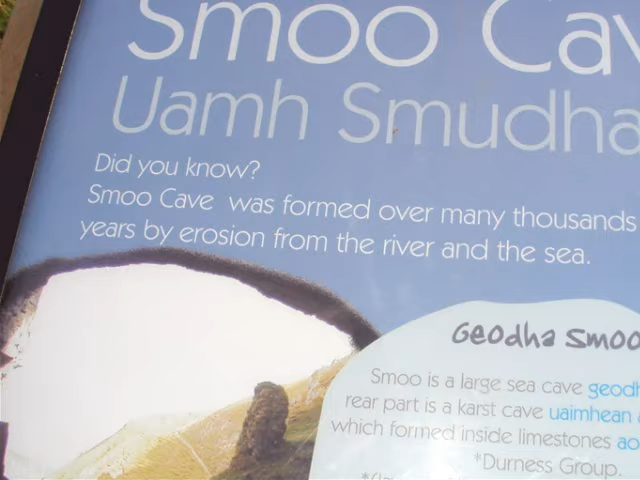 Smoo Cav
Uamh Smudha
Did you know?
Smoo Cave was formed over many thousands
years by erosion from the river and the sea.
Geodha Smoo
Smoo is a large sea cave geodh
rear part is a karst cave uaimhean
which formed inside limestones ao
*Durness Group.